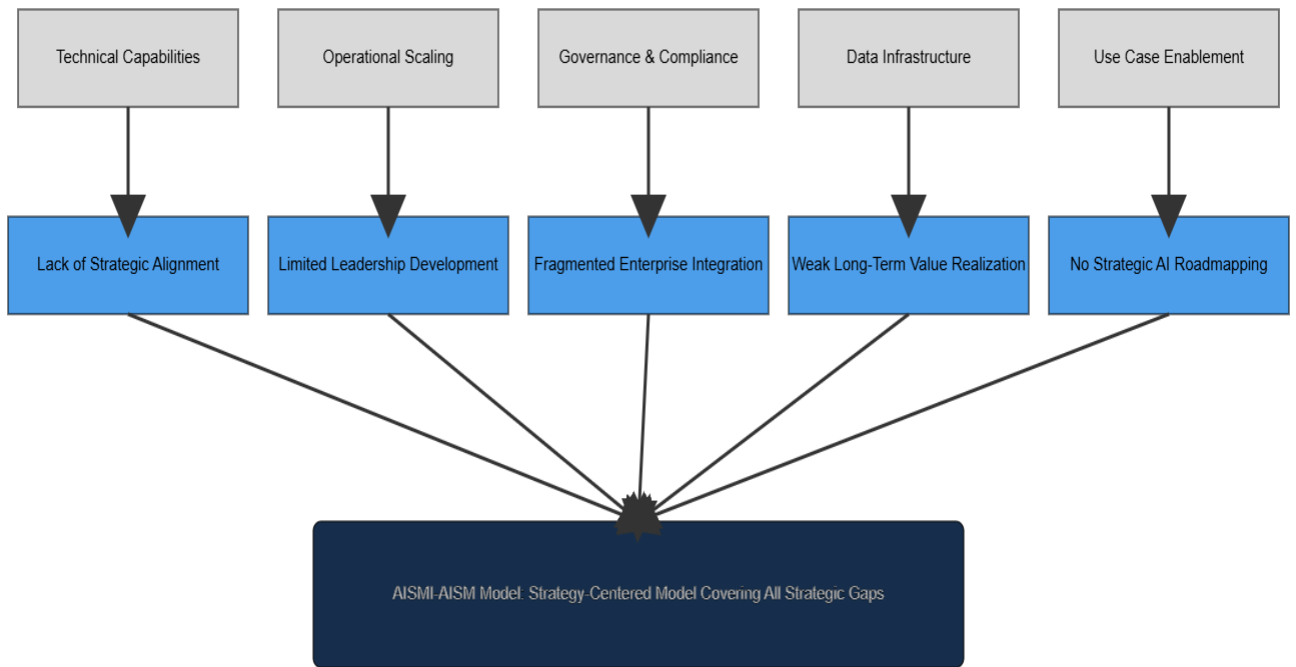 Technical Capabilities
Operational Scaling
Governance & Compliance
Data Infrastructure
Use Case Enablement
Lack of Strategic Alignment
Limited Leadership Development
Fragmented Enterprise Integration
Weak Long-Term Value Realization
No Strategic AI Roadmapping
AISMI-AISM Model: Strategy-Centered Model Covering All Strategic Gaps